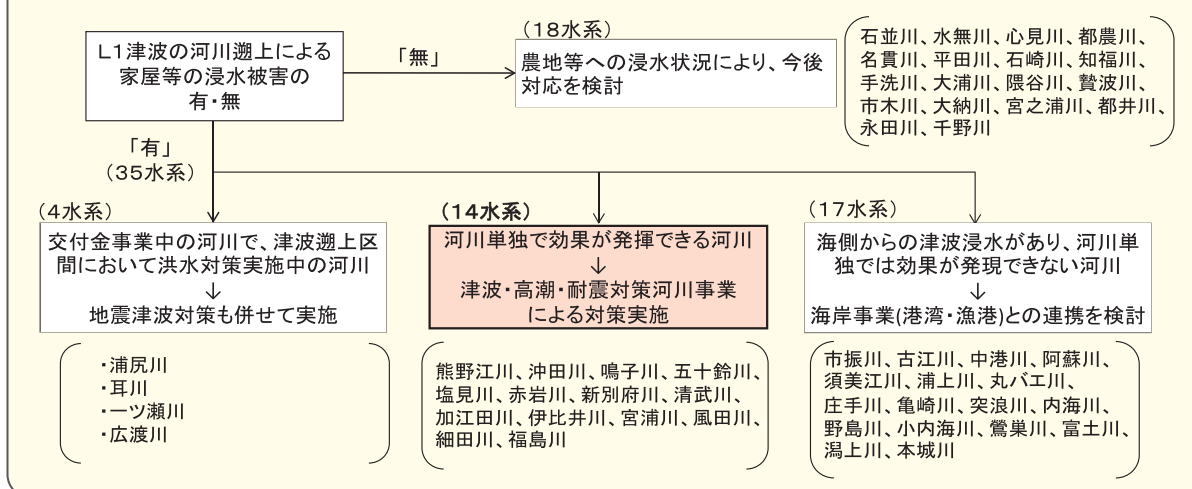 L1津波の河川遡上による
家屋等の浸水被害の
有・無
「無」
(18水系)
農地等への浸水状況により、今後
対応を検討
石並川、水無川、心見川、都農川、
名貫川、平田川、石崎川、知福川、
手洗川、大浦川、隈谷川、贄波川、
市木川、大納川、宮之浦川、都井川、
永田川、千野川
「有」
(35水系)
(4水系)
交付金事業中の河川で、津波遡上区
間において洪水対策実施中の河川
↓
地震津波対策も併せて実施
・浦尻川
・耳川
・一ツ瀬川
・広渡川
(14水系)
河川単独で効果が発揮できる河川
↓
津波・高潮・耐震対策河川事業
による対策実施
熊野江川、沖田川、鳴子川、五十鈴川、
塩見川、赤岩川、新別府川、清武川、
加江田川、伊比井川、宮浦川、風田川、
細田川、福島川
(17水系)
海側からの津波浸水があり、河川単
独では効果が発現できない河川
↓
海岸事業(港湾・漁港)との連携を検討
市振川、古江川、中港川、阿蘇川、
須美江川、浦上川、丸バエ川、
庄手川、亀崎川、突浪川、内海川、
野島川、小内海川、鶯巣川、富土川、
潟上川、本城川